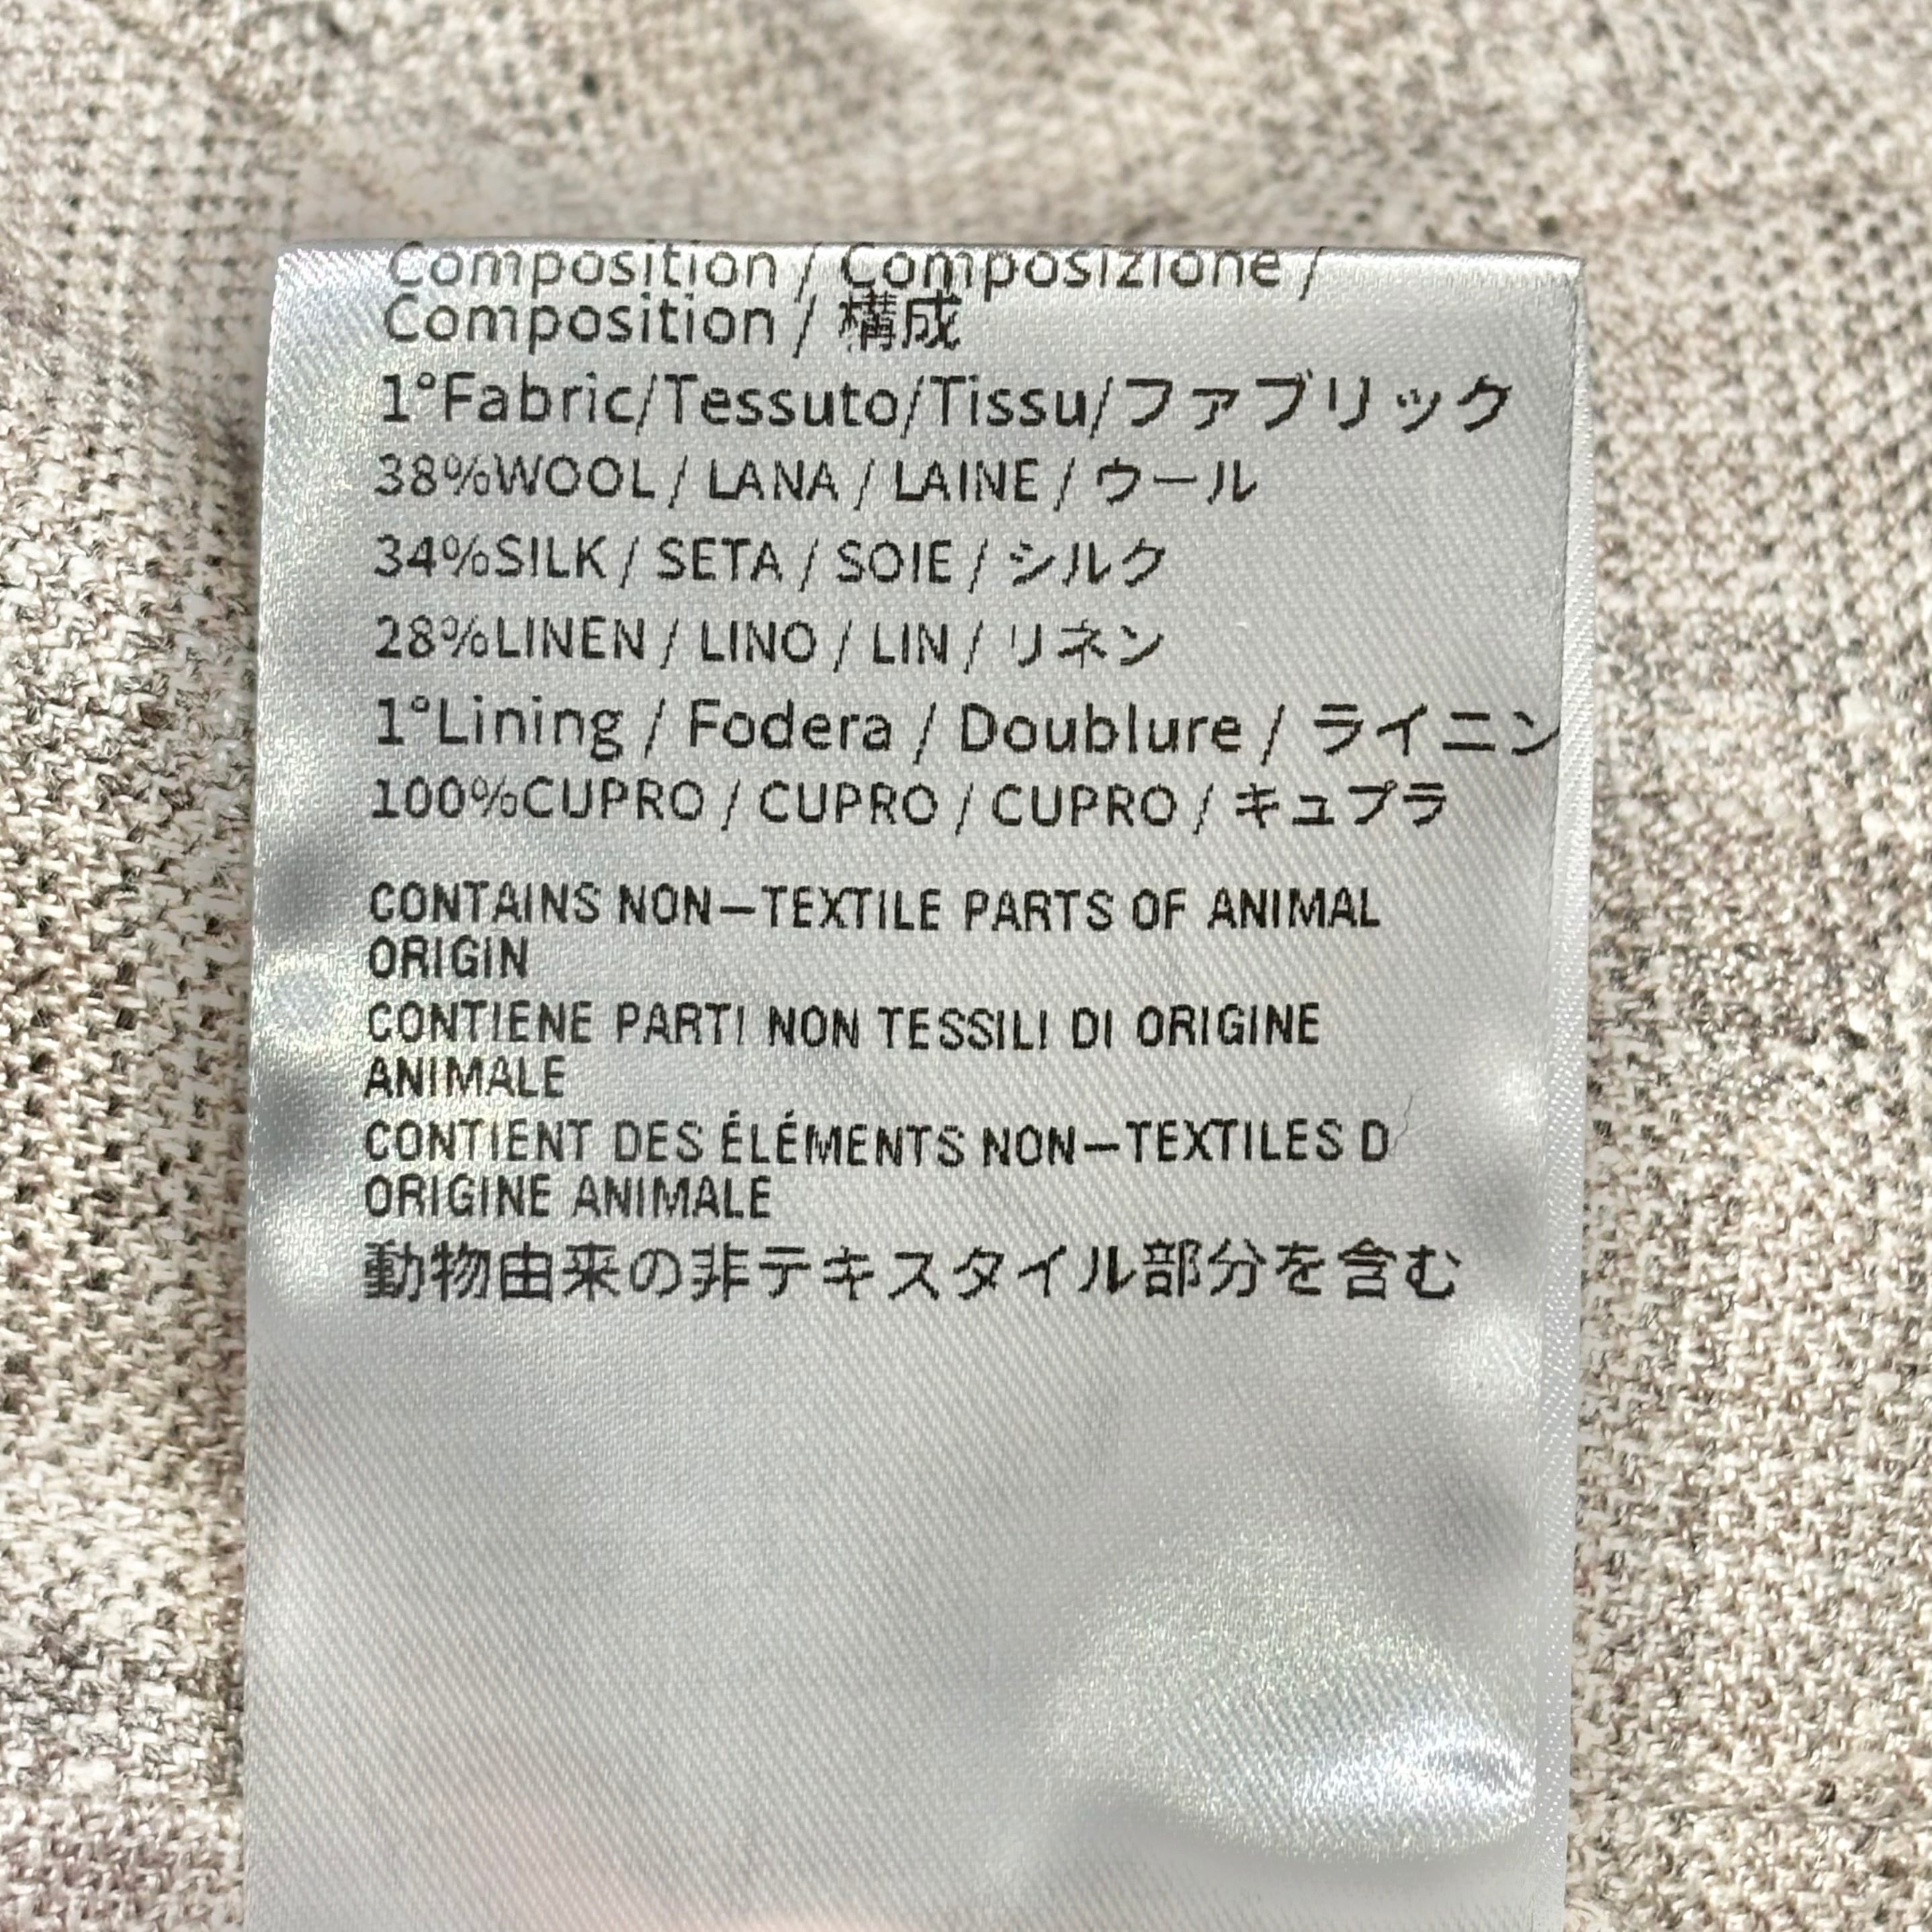 Composition / Composizione /
Composition / 構成
1°Fabric/Tessuto/Tissu/ファブリック
38%WOOL / LANA / LAINE / ウール
34%SILK / SETA / SOIE / シルク
28%LINEN / LINO / LIN / リネン
1°Lining / Fodera / Doublure / ライニン
100%CUPRO / CUPRO / CUPRO / キュプラ
CONTAINS NON-TEXTILE PARTS OF ANIMAL
ORIGIN
CONTIENE PARTI NON TESSILI DI ORIGINE
ANIMALE
CONTIENT DES ÉLÉMENTS NON-TEXTILES D
ORIGINE ANIMALE
動物由来の非テキスタイル部分を含む